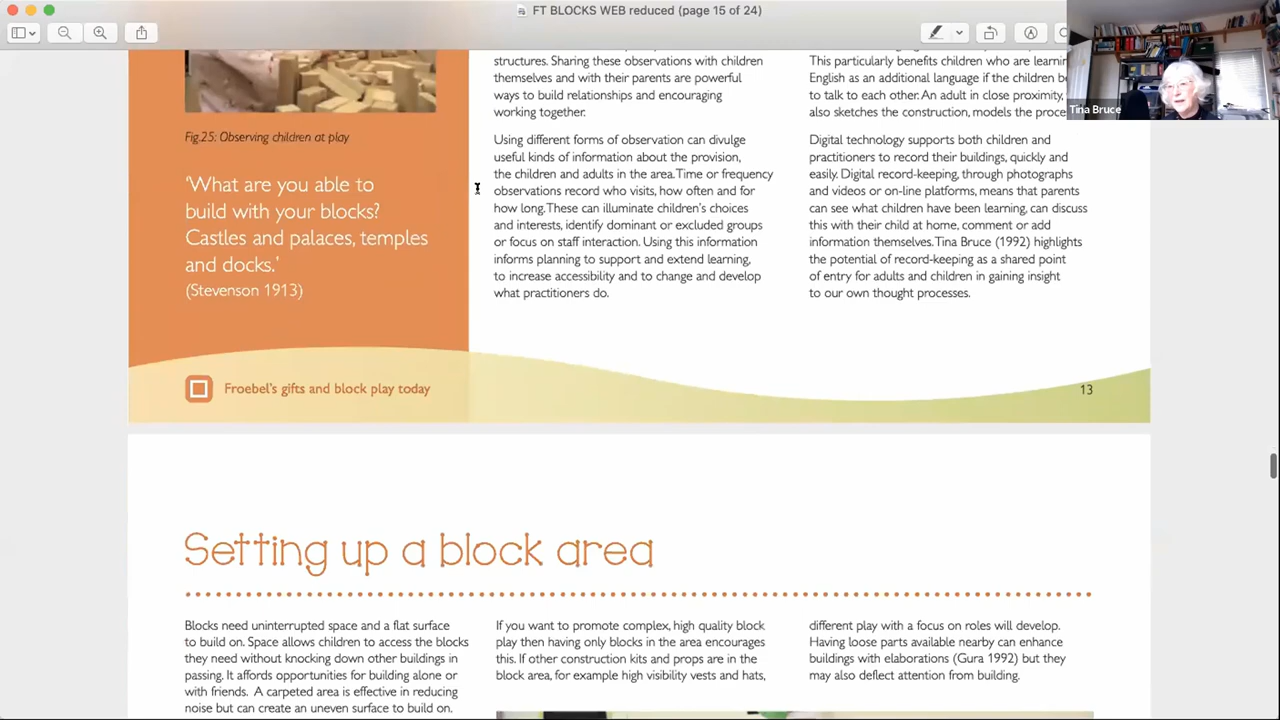 FT BLOCKS WEB reduced (page 15 of 24)
Tina Bruce
Fig.25: Observing children at play
'What are you able to
build with your blocks?
Castles and palaces, temples
and docks.'
(Stevenson 1913)
structures. Sharing these observations with children
themselves and with their parents are powerful
ways to build relationships and encouraging
working together.
Using different forms of observation can divulge
useful kinds of information about the provision,
the children and adults in the area. Time or frequency
observations record who visits, how often and for
how long. These can illuminate children's choices
and interests, identify dominant or excluded groups
or focus on staff interaction. Using this information
informs planning to support and extend learning,
to increase accessibility and to change and develop
what practitioners do.
This particularly benefits children who are learnin
English as an additional language if the children be
to talk to each other. An adult in close proximity,
also sketches the construction, models the proce
Digital technology supports both children and
practitioners to record their buildings, quickly and
easily. Digital record-keeping, through photographs
and videos or on-line platforms, means that parents
can see what children have been learning, can discuss
this with their child at home, comment or add
information themselves. Tina Bruce (1992) highlights
the potential of record-keeping as a shared point
of entry for adults and children in gaining insight
to our own thought processes.
Froebel's gifts and block play today
13
Setting up a block area
Blocks need uninterrupted space and a flat surface
to build on. Space allows children to access the blocks
they need without knocking down other buildings in
passing. It affords opportunities for building alone or
with friends. A carpeted area is effective in reducing
noise but can create an uneven surface to build on.
If you want to promote complex, high quality block
play then having only blocks in the area encourages
this. If other construction kits and props are in the
block area, for example high visibility vests and hats,
different play with a focus on roles will develop.
Having loose parts available nearby can enhance
buildings with elaborations (Gura 1992) but they
may also deflect attention from building.